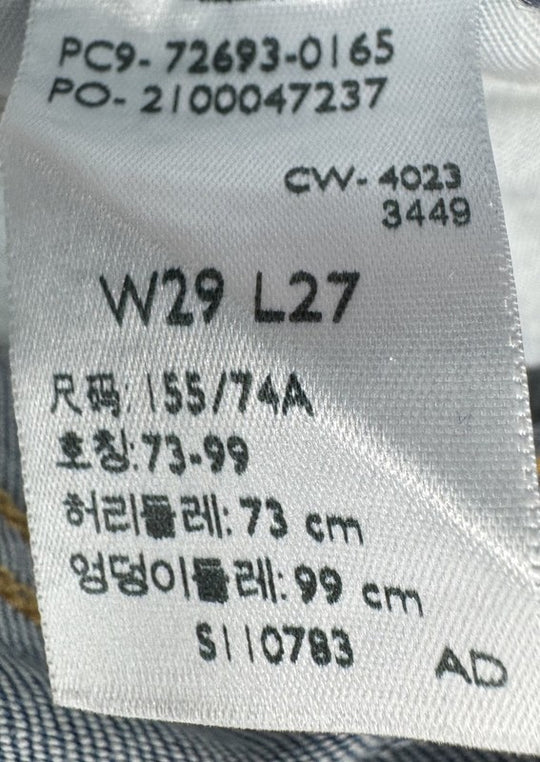 PC9- 72693-0165
PO- 2100047237
CW- 4023
3449
W29 L27
尺码: 155/74A
호칭:73-99
허리둘레: 73 cm
엉덩이둘레: 99 cm
S110783
AD